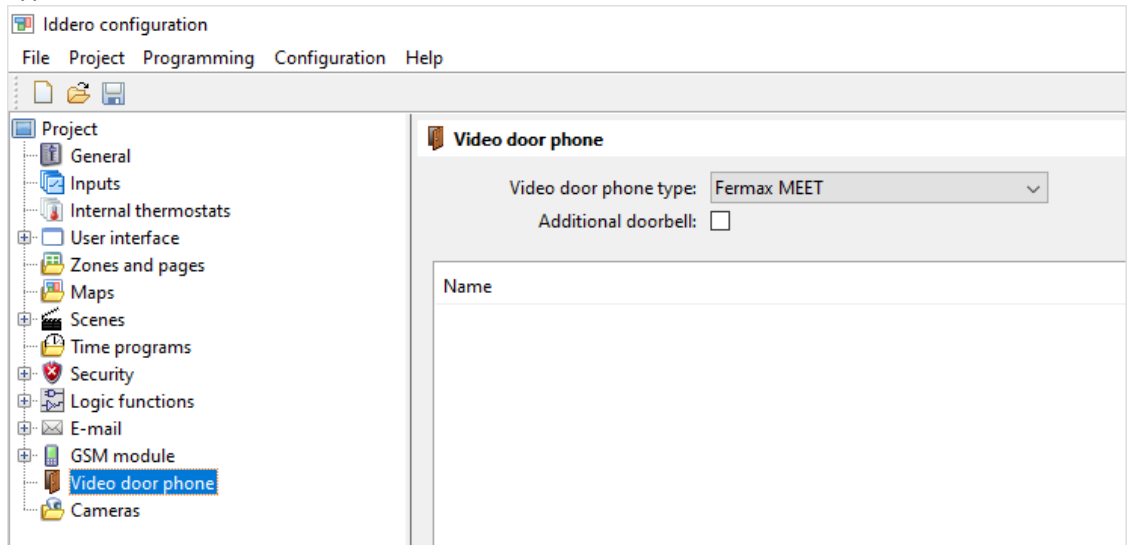 Iddero configuration
File Project Programming Configuration Help
Project
General
Inputs
Internal thermostats
User interface
Zones and pages
Maps
Scenes
Time programs
Security
Logic functions
E-mail
GSM module
Video door phone
Cameras
Video door phone
Video door phone type: Fermax MEET
Additional doorbell:
Name